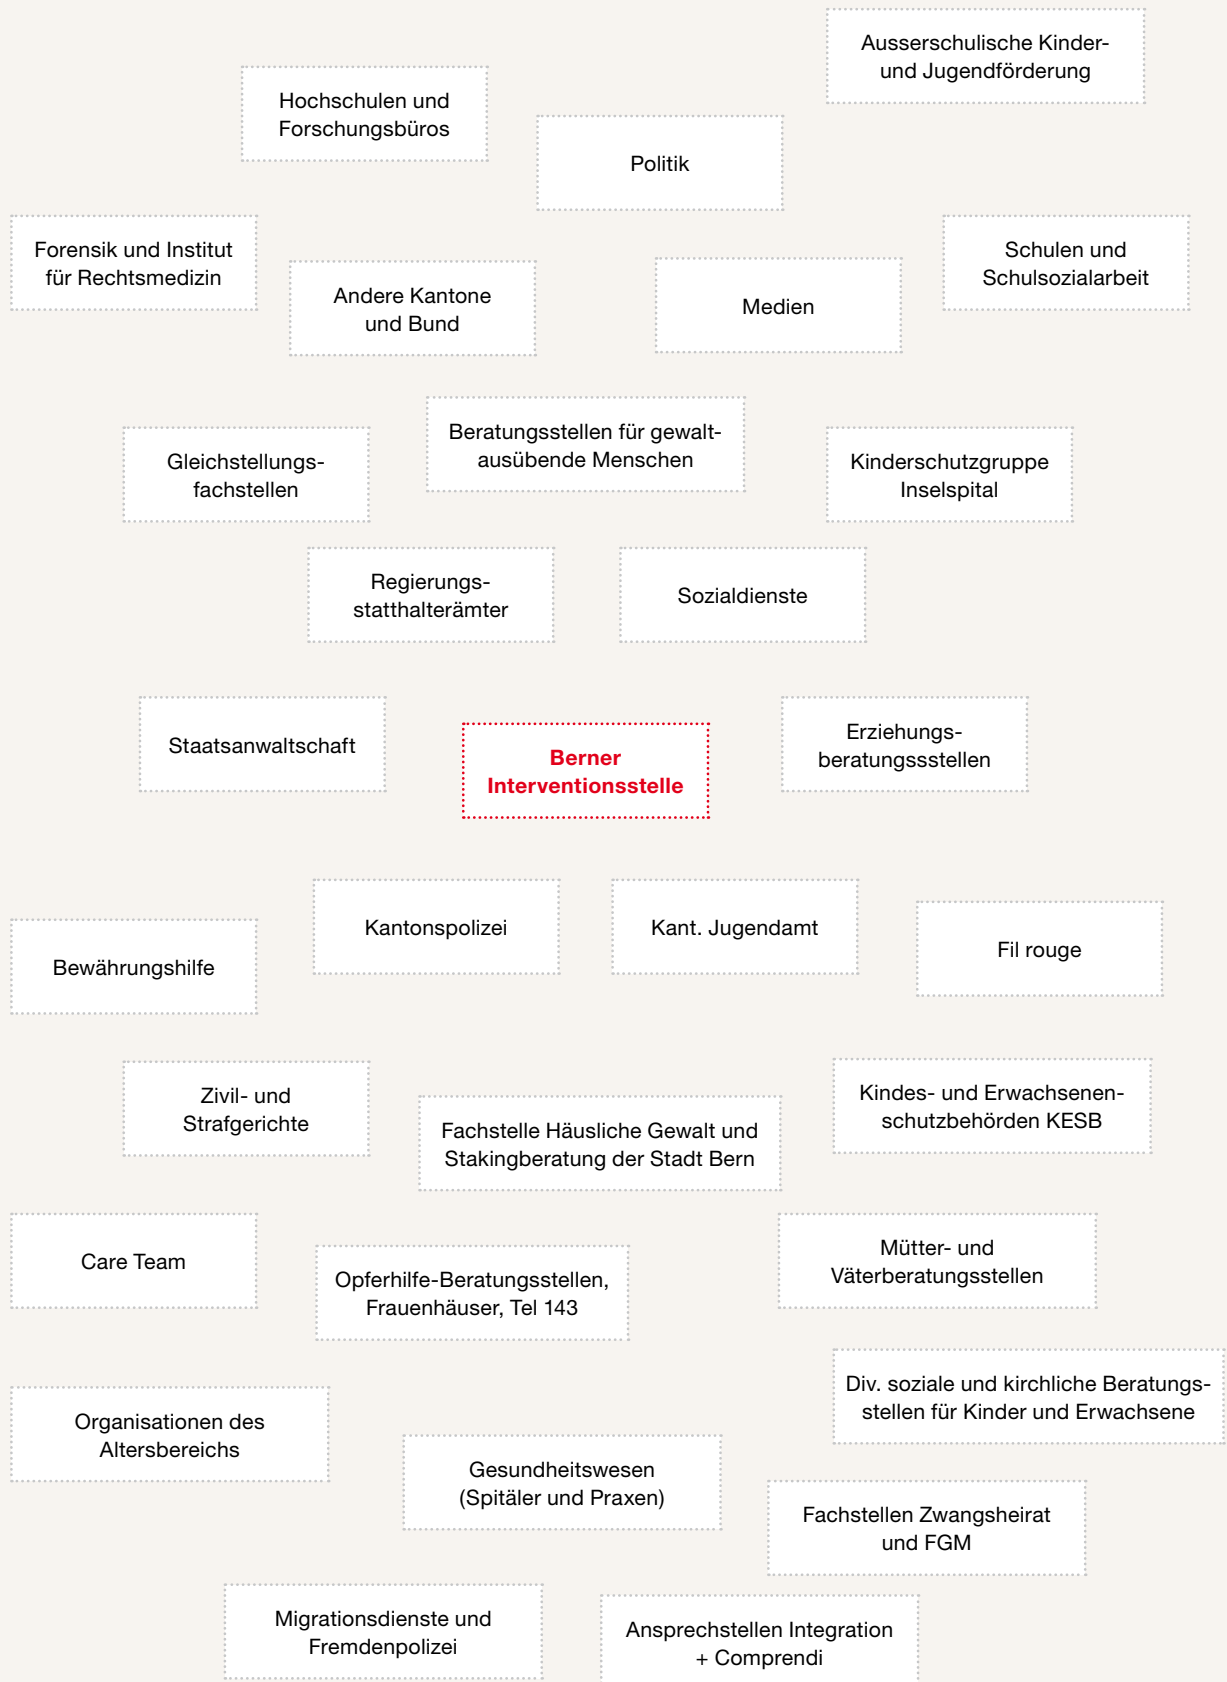 Ausserschulische Kinder-
und Jugendförderung
Hochschulen und
Forschungsbüros
Politik
Forensik und Institut
für Rechtsmedizin
Schulen und
Schulsozialarbeit
Andere Kantone
und Bund
Medien
Beratungsstellen für gewalt-
ausübende Menschen
Gleichstellungs-
fachstellen
Kinderschutzgruppe
Inselspital
Regierungs-
statthalterämter
Sozialdienste
Staatsanwaltschaft
Berner
Interventionsstelle
Erziehungs-
beratungssstellen
Kantonspolizei
Kant. Jugendamt
Fil rouge
Bewährungshilfe
Zivil- und
Strafgerichte
Kindes- und Erwachsenen-
schutzbehörden KESB
Fachstelle Häusliche Gewalt und
Stakingberatung der Stadt Bern
Care Team
Mütter- und
Väterberatungsstellen
Opferhilfe-Beratungsstellen,
Frauenhäuser, Tel 143
Div. soziale und kirchliche Beratungs-
stellen für Kinder und Erwachsene
Organisationen des
Altersbereichs
Gesundheitswesen
(Spitäler und Praxen)
Fachstellen Zwangsheirat
und FGM
Migrationsdienste und
Fremdenpolizei
Ansprechstellen Integration
+ Comprendi